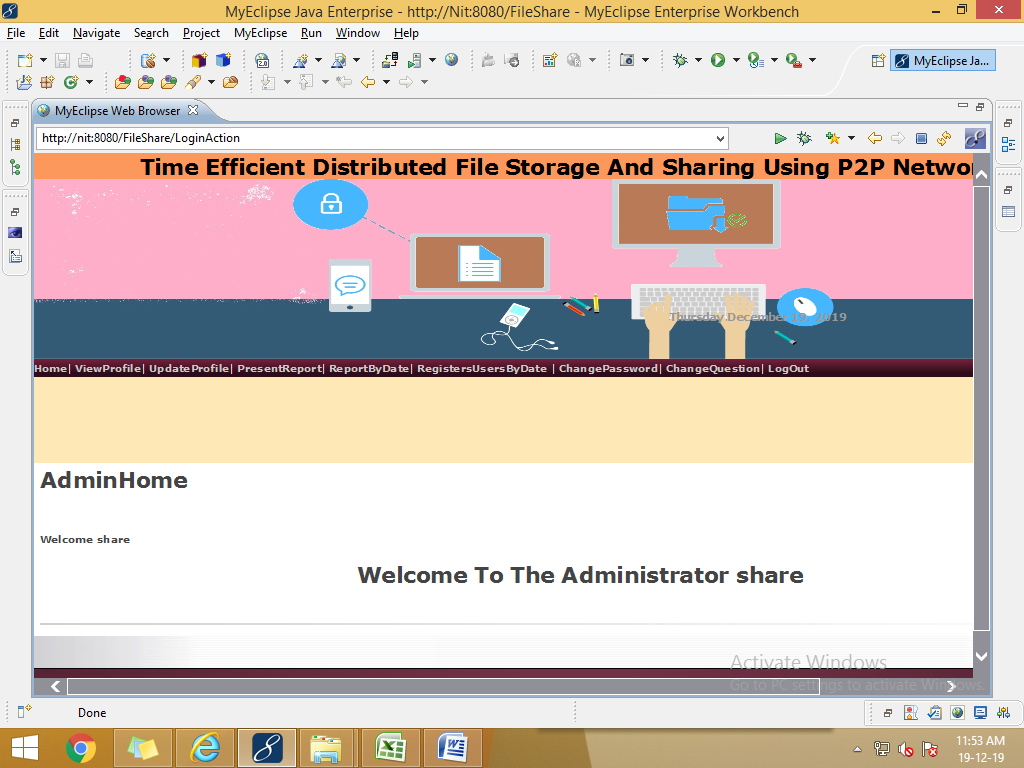 MyEclipse Java Enterprise - http://Nit:8080/FileShare - MyEclipse Enterprise Workbench
File Edit Navigate Search Project MyEclipse Run Window Help
2.0
MyEclipse Ja...
MyEclipse Web Browser
http://nit:8080/FileShare/LoginAction
Time Efficient Distributed File Storage And Sharing Using P2P Netwo
Thursday,December 19, 2019
Home| ViewProfile| UpdateProfile| PresentReport| ReportByDate| RegistersUsersByDate | ChangePassword| ChangeQuestion| LogOut
AdminHome
Welcome share
Welcome To The Administrator share
Activate Windows
Go to PC settings to activate Windows.
Done
11:53 AM
19-12-19